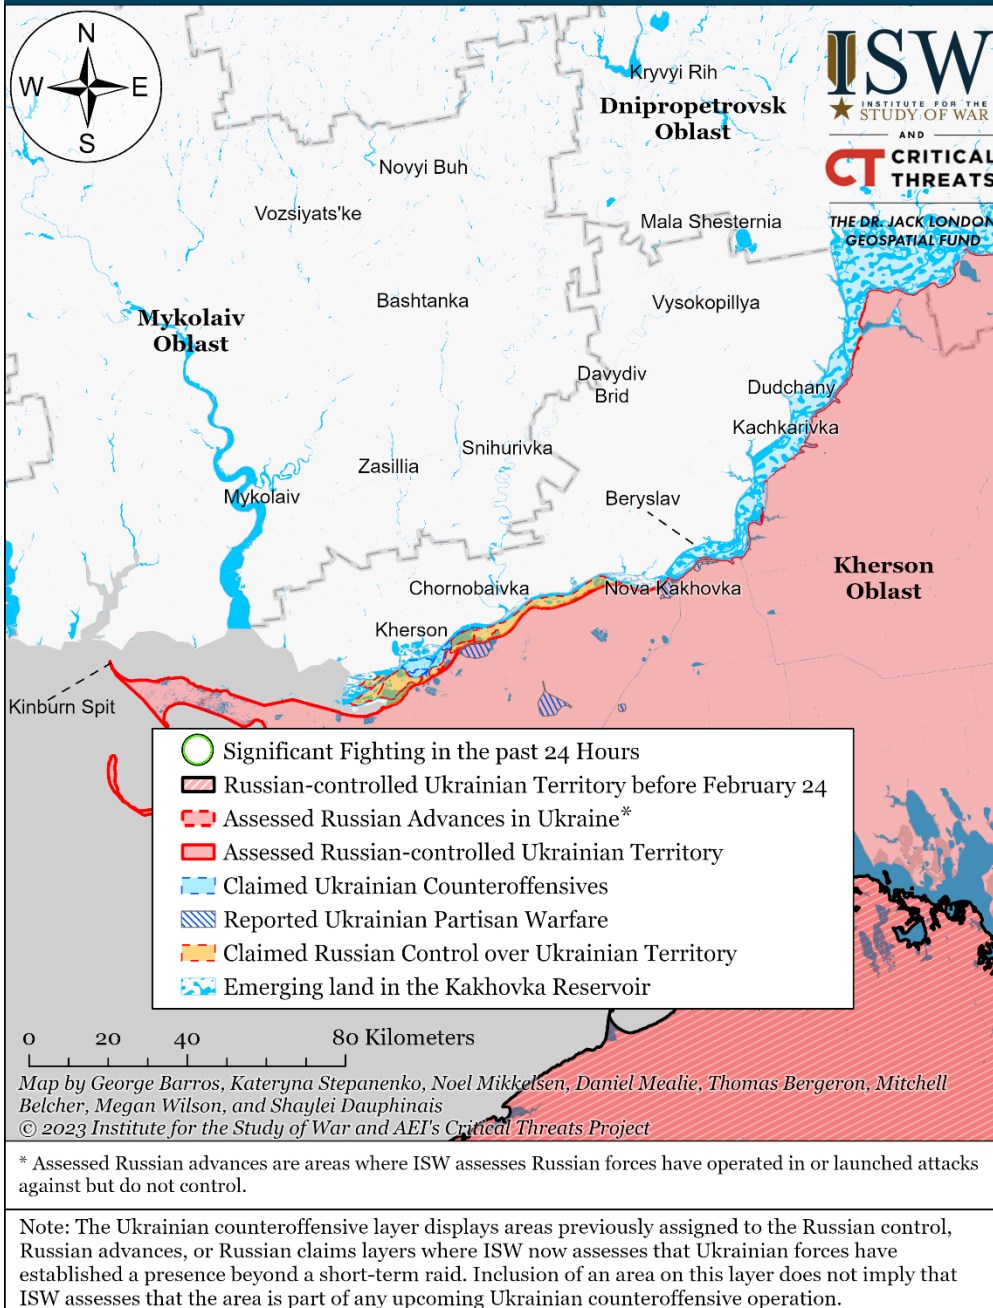 N
W
E
S
ISW
INSTITUTE FOR THE
STUDY OF WAR
AND
CT CRITICAL
THREATS
THE DR. JACK LONDON
GEOSPATIAL FUND
Kryvyi Rih
Dnipropetrovsk
Oblast
Novyi Buh
Vozsiyats'ke
Mala Shesternia
Bashtanka
Vysokopillya
Mykolaiv
Oblast
Davydiv
Brid
Dudchany
Kachkarivka
Snihurivka
Zasillia
Mykolaiv
Beryslav
Kherson
Oblast
Chornobaivka
Nova Kakhovka
Kherson
Kinburn Spit
Significant Fighting in the past 24 Hours
Russian-controlled Ukrainian Territory before February 24
Assessed Russian Advances in Ukraine*
Assessed Russian-controlled Ukrainian Territory
Claimed Ukrainian Counteroffensives
Reported Ukrainian Partisan Warfare
Claimed Russian Control over Ukrainian Territory
Emerging land in the Kakhovka Reservoir
0 20 40 80 Kilometers
Map by George Barros, Kateryna Stepanenko, Noel Mikkelsen, Daniel Mealie, Thomas Bergeron, Mitchell
Belcher, Megan Wilson, and Shaylei Dauphinais
© 2023 Institute for the Study of War and AEI's Critical Threats Project
* Assessed Russian advances are areas where ISW assesses Russian forces have operated in or launched attacks
against but do not control.
Note: The Ukrainian counteroffensive layer displays areas previously assigned to the Russian control,
Russian advances, or Russian claims layers where ISW now assesses that Ukrainian forces have
established a presence beyond a short-term raid. Inclusion of an area on this layer does not imply that
ISW assesses that the area is part of any upcoming Ukrainian counteroffensive operation.